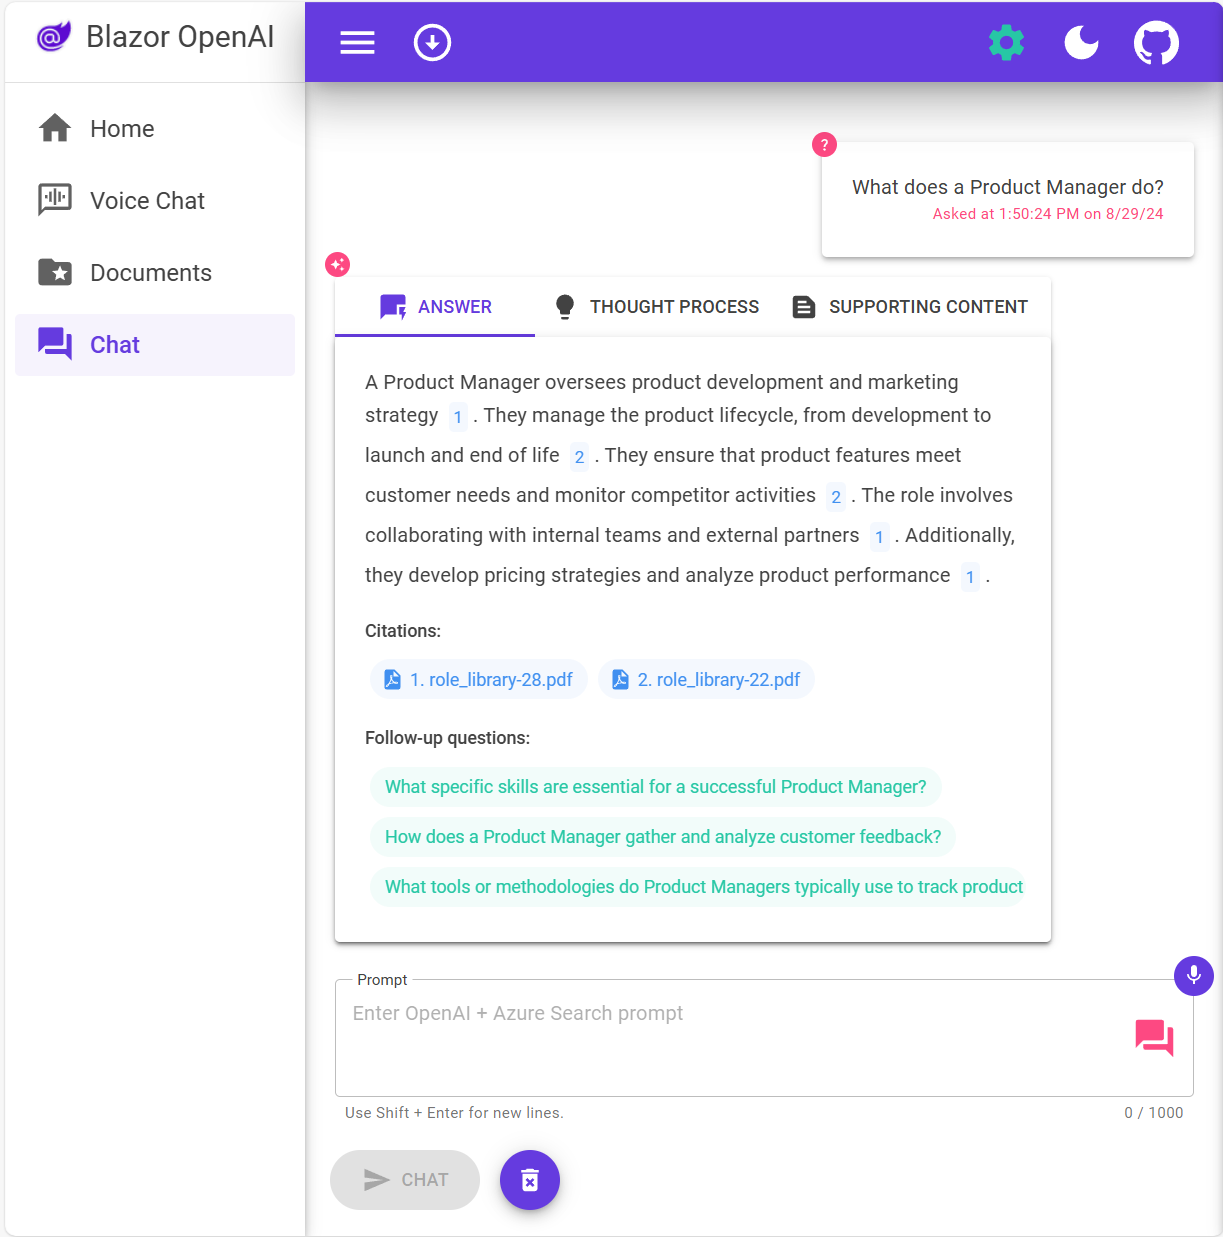 Blazor OpenAI
Home
Voice Chat
Documents
Chat
?
What does a Product Manager do?
Asked at 1:50:24 PM on 8/29/24
ANSWER THOUGHT PROCESS SUPPORTING CONTENT
A Product Manager oversees product development and marketing
strategy 1 . They manage the product lifecycle, from development to
launch and end of life 2 . They ensure that product features meet
customer needs and monitor competitor activities 2 . The role involves
collaborating with internal teams and external partners 1 . Additionally,
they develop pricing strategies and analyze product performance 1 .
Citations:
1. role_library-28.pdf 2. role_library-22.pdf
Follow-up questions:
What specific skills are essential for a successful Product Manager?
How does a Product Manager gather and analyze customer feedback?
What tools or methodologies do Product Managers typically use to track product
Prompt
Enter OpenAI + Azure Search prompt
Use Shift + Enter for new lines. 0 / 1000
CHAT